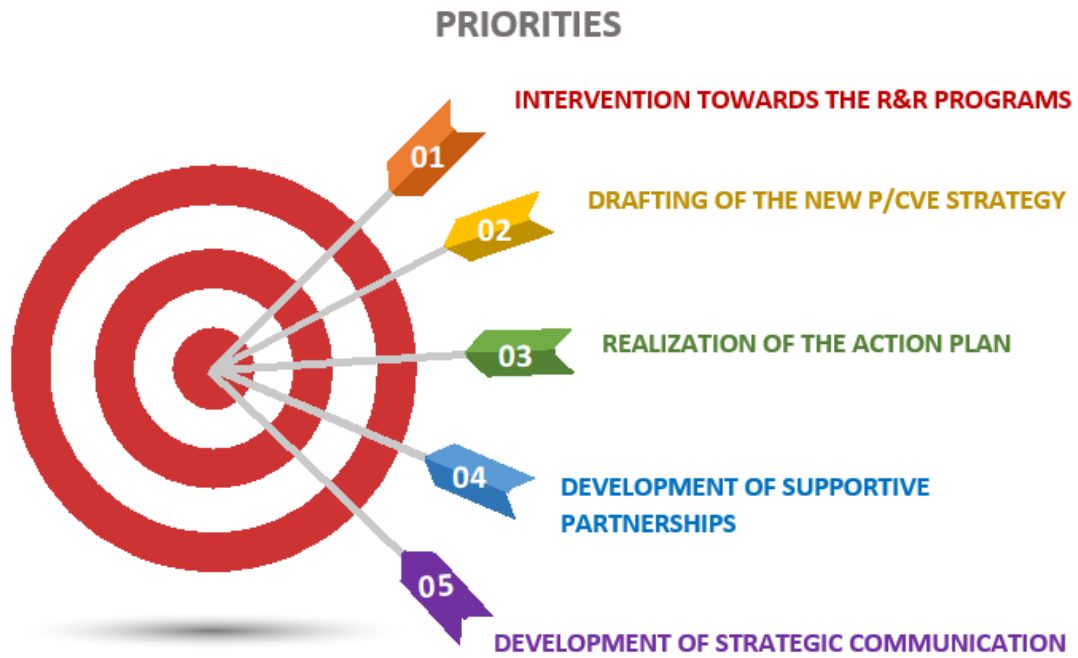 PRIORITIES
01
INTERVENTION TOWARDS THE R&R PROGRAMS
02
DRAFTING OF THE NEW P/CVE STRATEGY
03
REALIZATION OF THE ACTION PLAN
04
DEVELOPMENT OF SUPPORTIVE
PARTNERSHIPS
05
DEVELOPMENT OF STRATEGIC COMMUNICATION